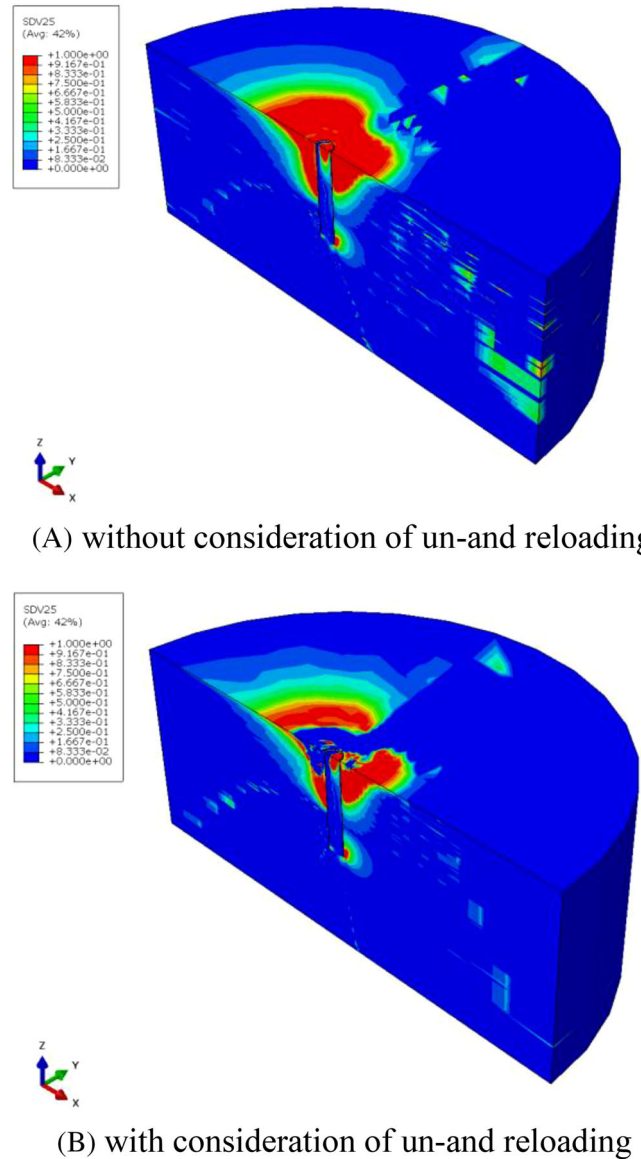 SDV25
(Avg: 42%)
+1.000e+00
+9.167e-01
+8.333e-01
+7.500e-01
+6.667e-01
+5.833e-01
+5.000e-01
+4.167e-01
+3.333e-01
+2.500e-01
+1.667e-01
+8.333e-02
+0.000e+00
Z
Y
X
(A) without consideration of un-and reloading
SDV25
(Avg: 42%)
+1.000e+00
+9.167e-01
+8.333e-01
+7.500e-01
+6.667e-01
+5.833e-01
+5.000e-01
+4.167e-01
+3.333e-01
+2.500e-01
+1.667e-01
+8.333e-02
+0.000e+00
Z
Y
X
(B) with consideration of un-and reloading